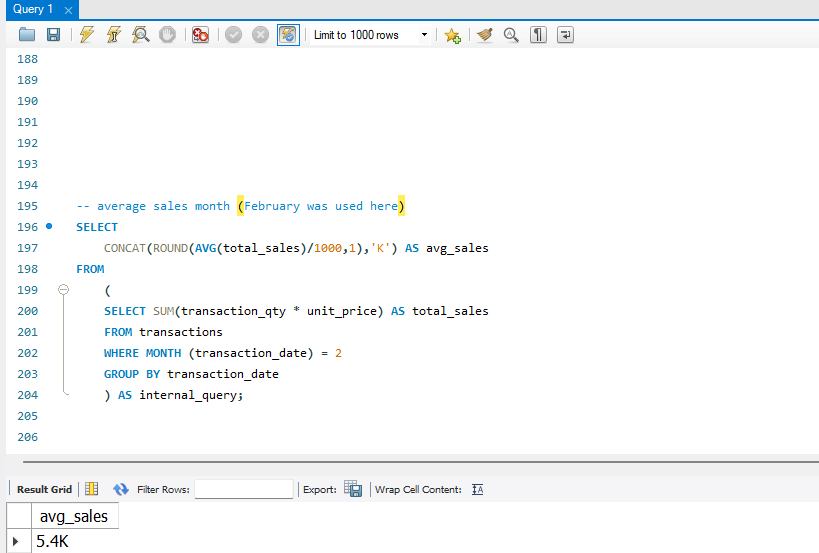 Query 1
Limit to 1000 rows
188
189
190
191
192
193
194
195 -- average sales month (February was used here)
196 SELECT
197 CONCAT(ROUND(AVG(total_sales)/1000,1),'K') AS avg_sales
198 FROM
199 (
200 SELECT SUM(transaction_qty * unit_price) AS total_sales
201 FROM transactions
202 WHERE MONTH (transaction_date) = 2
203 GROUP BY transaction_date
204 ) AS internal_query;
205
206
Result Grid Filter Rows: Export: Wrap Cell Content:
avg_sales
5.4K